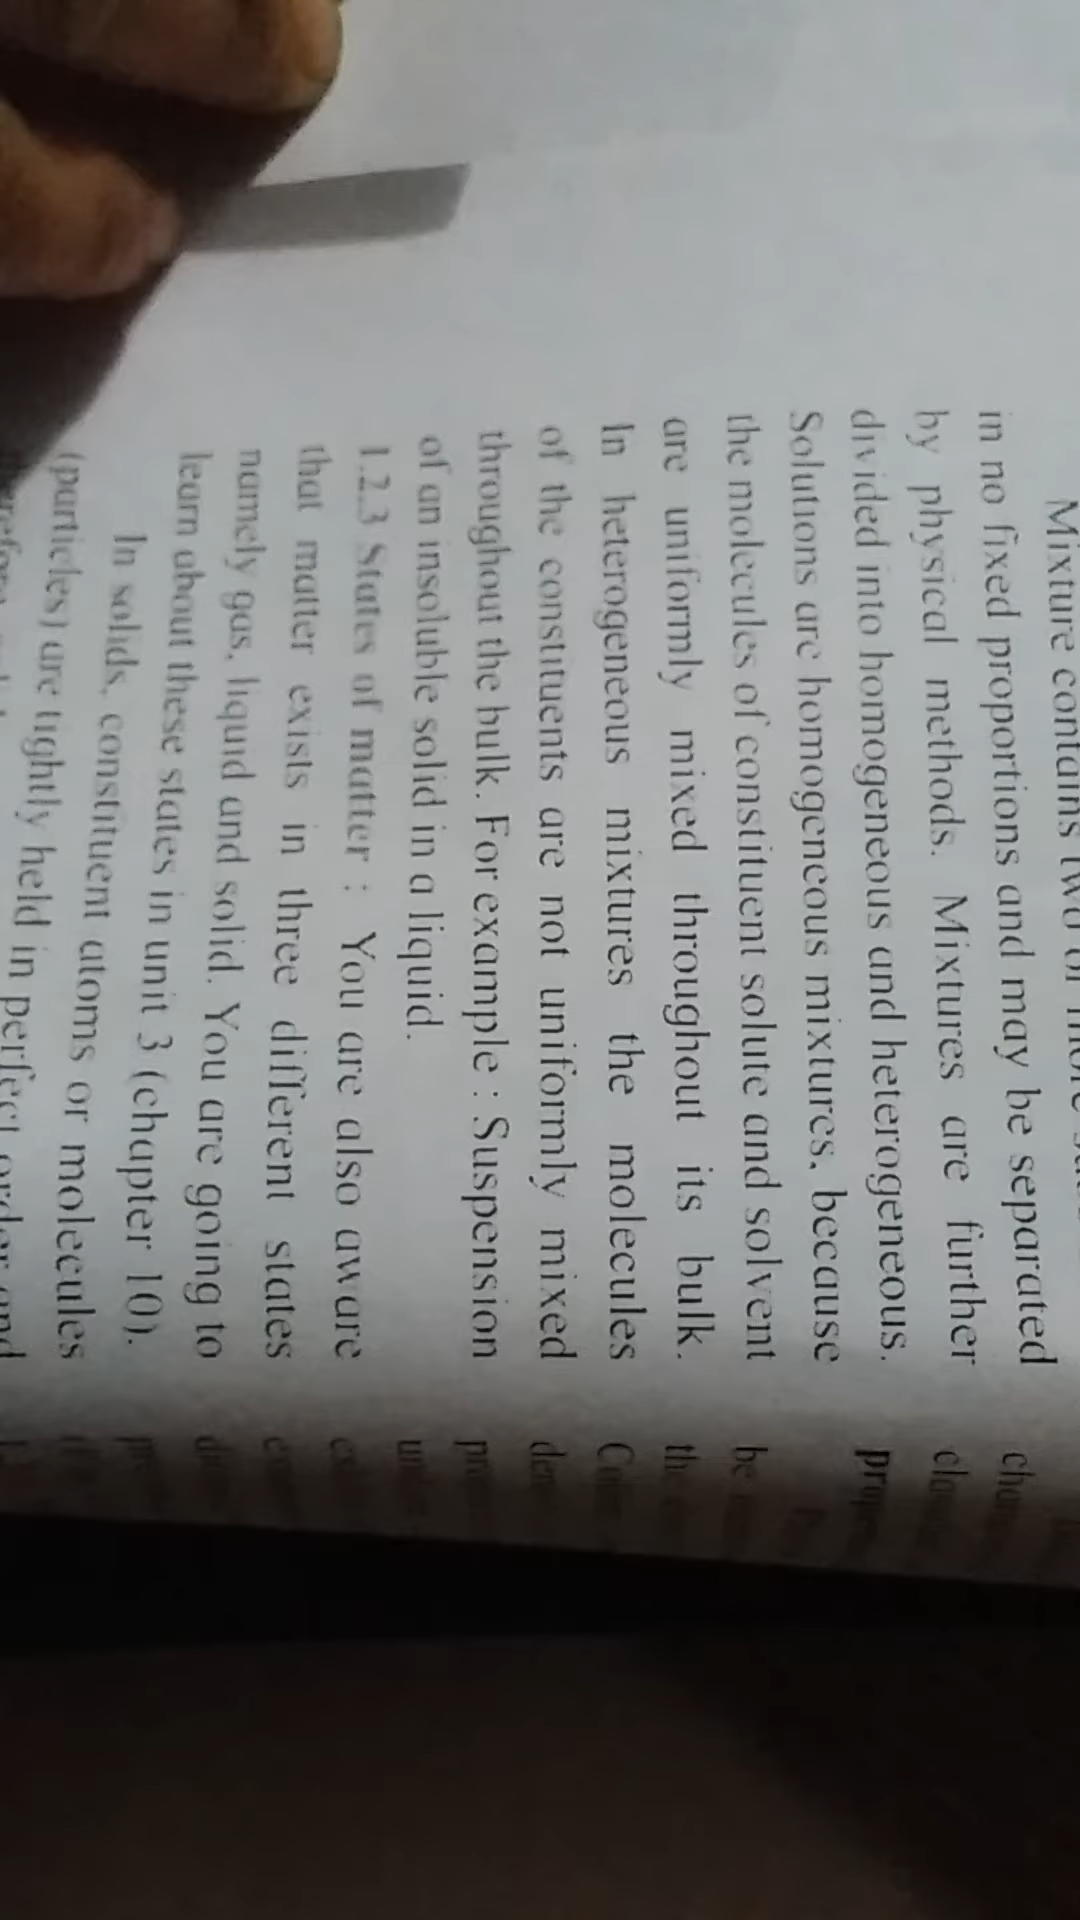 Mixture contains two or more
in no fixed proportions and may be separated
by physical methods. Mixtures are further
divided into homogeneous and heterogeneous.
Solutions are homogeneous mixtures, because
the molecules of constituent solute and solvent
are uniformly mixed throughout its bulk.
In heterogeneous mixtures the molecules
of the constituents are not uniformly mixed
throughout the bulk. For example : Suspension
of an insoluble solid in a liquid.
1.2.3 States of matter : You are also aware
that matter exists in three different states
namely gas, liquid and solid. You are going to
learn about these states in unit 3 (chapter 10).
In solids, constituent atoms or molecules
(particles) are tightly held in perfect order and